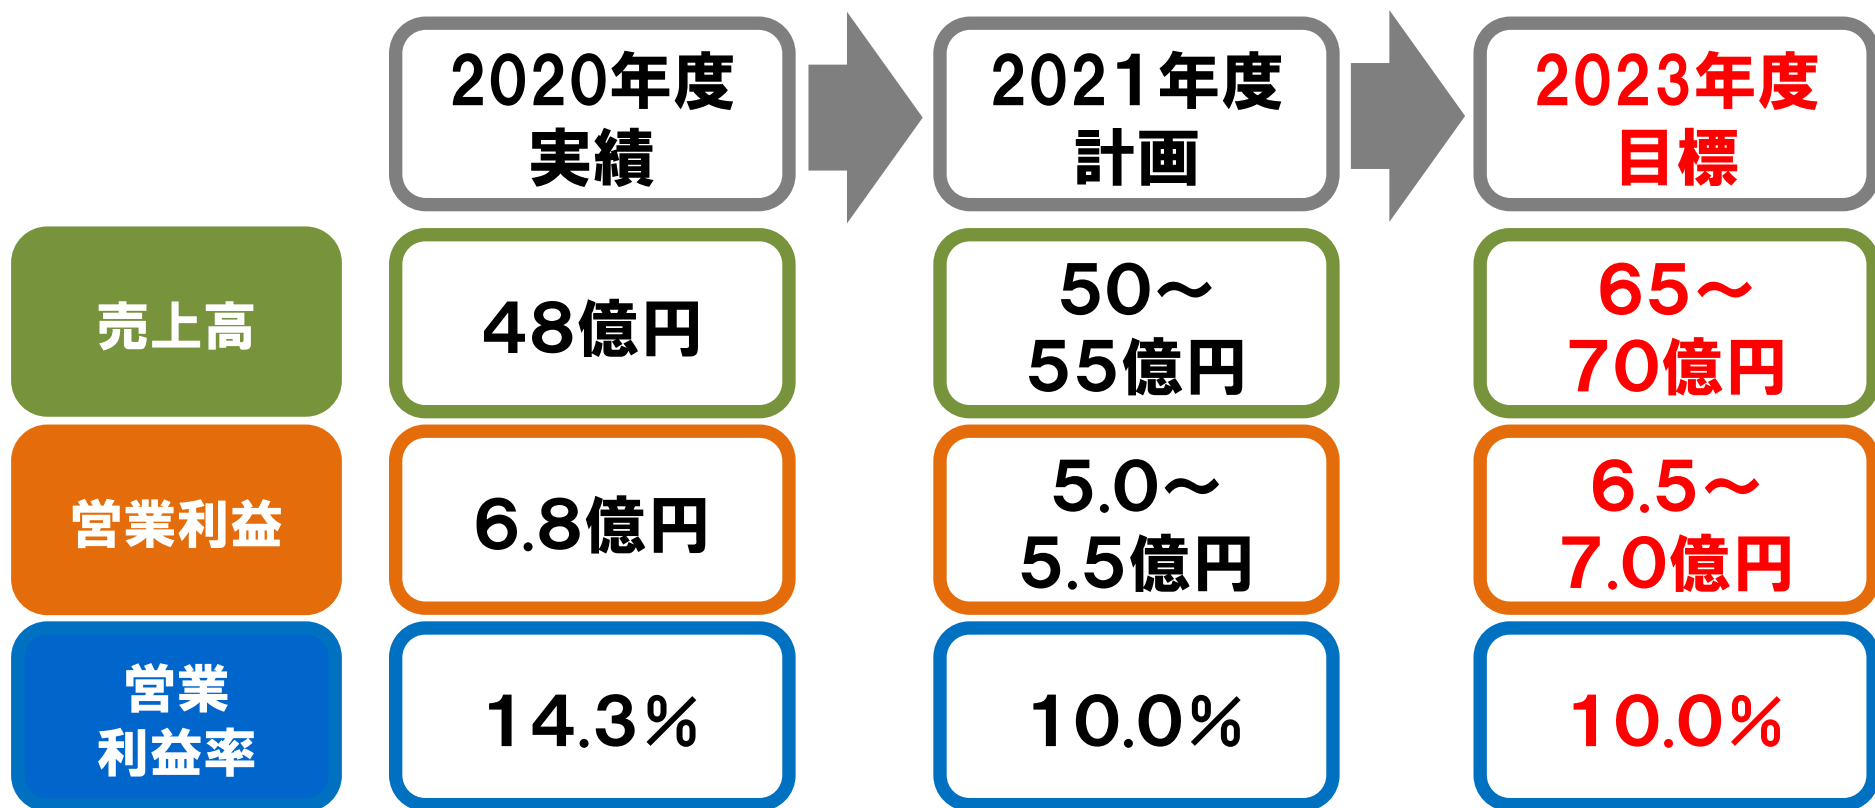 ２０２０年度
実績
２０２１年度
計画
２０２３年度
目標
売上高
４８億円
５０～
５５億円
６５～
７０億円
営業利益
６.８億円
５.０～
５.５億円
６.５～
７.０億円
営業
利益率
１４.３％
１０.０％
１０.０％